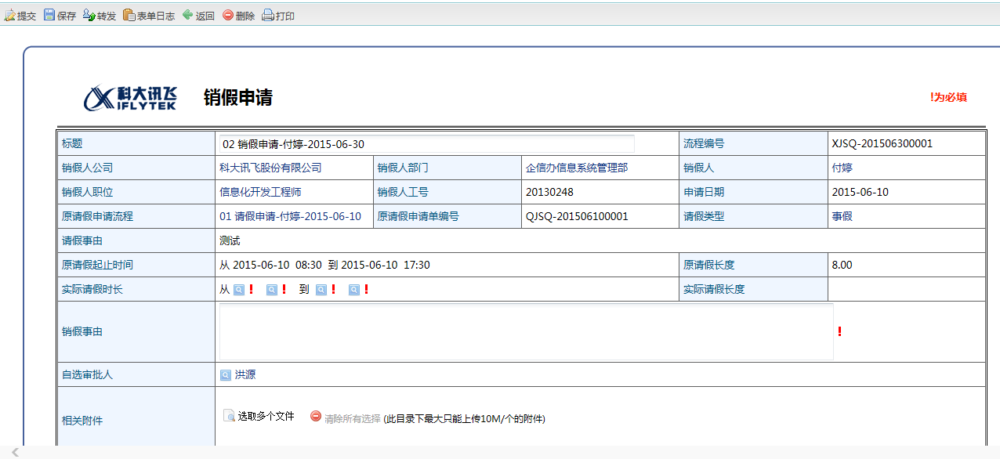 提交 保存 转发 表单日志 返回 删除 打印
科大讯飞 IFLYTEK 销假申请 !为必填
标题 02 销假申请-付婷-2015-06-30 流程编号 XJSQ-201506300001
销假人公司 科大讯飞股份有限公司 销假人部门 企信办信息系统管理部 销假人 付婷
销假人职位 信息化开发工程师 销假人工号 20130248 申请日期 2015-06-10
原请假申请流程 01 请假申请-付婷-2015-06-10 原请假申请单编号 QJSQ-201506100001 请假类型 事假
请假事由 测试
原请假起止时间 从 2015-06-10 08:30 到 2015-06-10 17:30 原请假长度 8.00
实际请假时长 从 ! ! 到 ! ! 实际请假长度
销假事由 !
自选审批人 洪源
相关附件 选取多个文件 清除所有选择 (此目录下最大只能上传10M/个的附件)